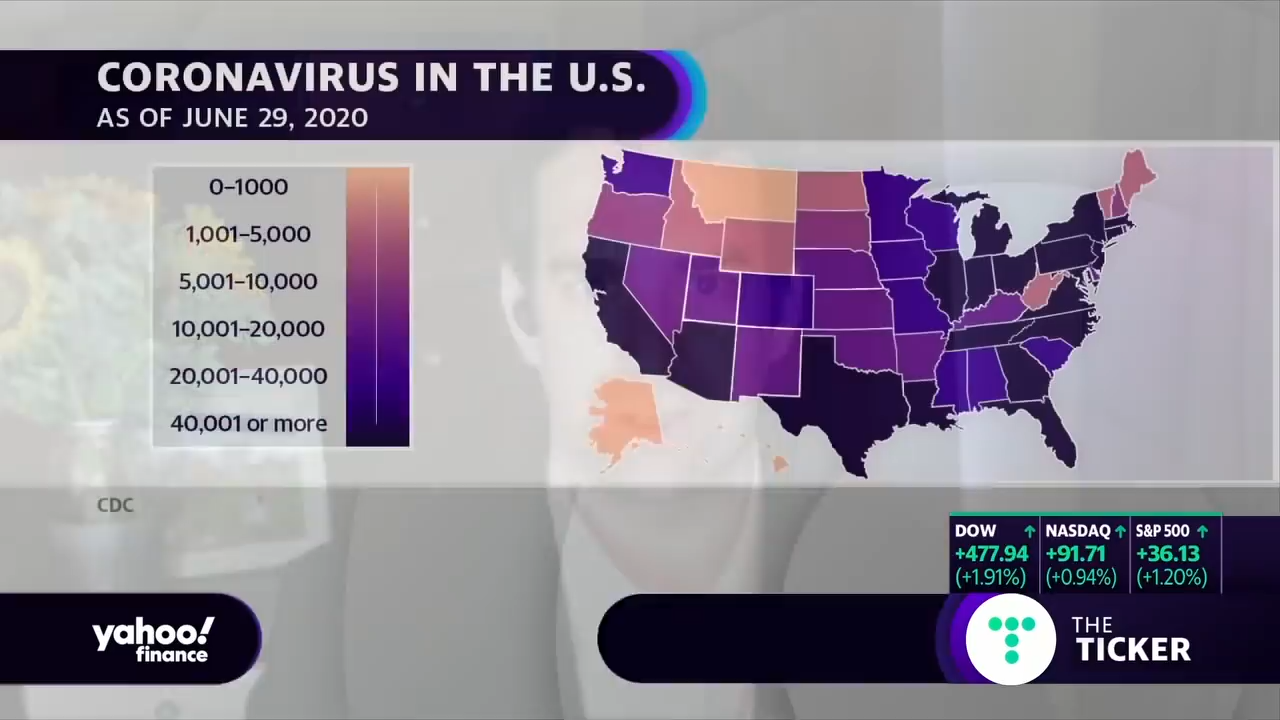 CORONAVIRUS IN THE U.S.
AS OF JUNE 29, 2020
0–1000
1,001–5,000
5,001–10,000
10,001–20,000
20,001–40,000
40,001 or more
CDC
DOW NASDAQ S&P 500
+477.94 +91.71 +36.13
(+1.91%) (+0.94%) (+1.20%)
yahoo!
finance
THE
TICKER